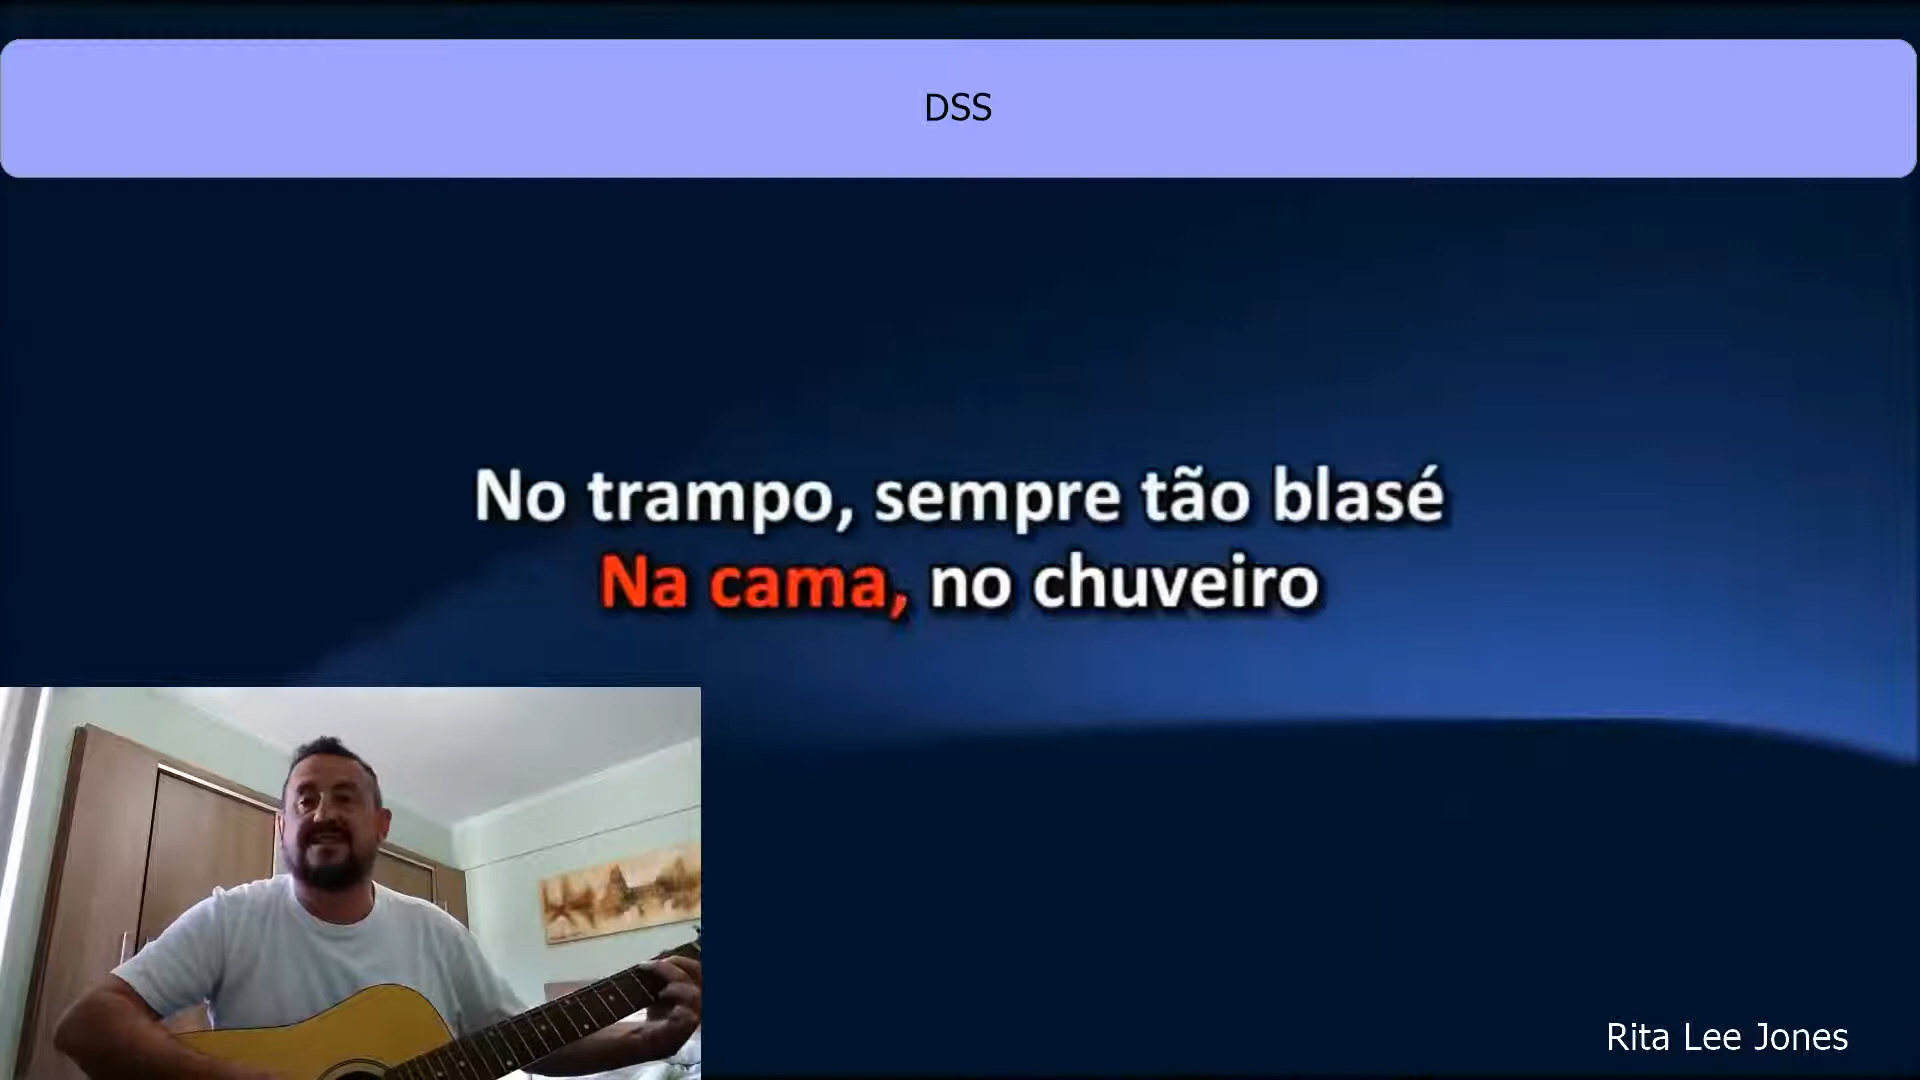 DSS
No trampo, sempre tão blasé
Na cama, no chuveiro
Rita Lee Jones